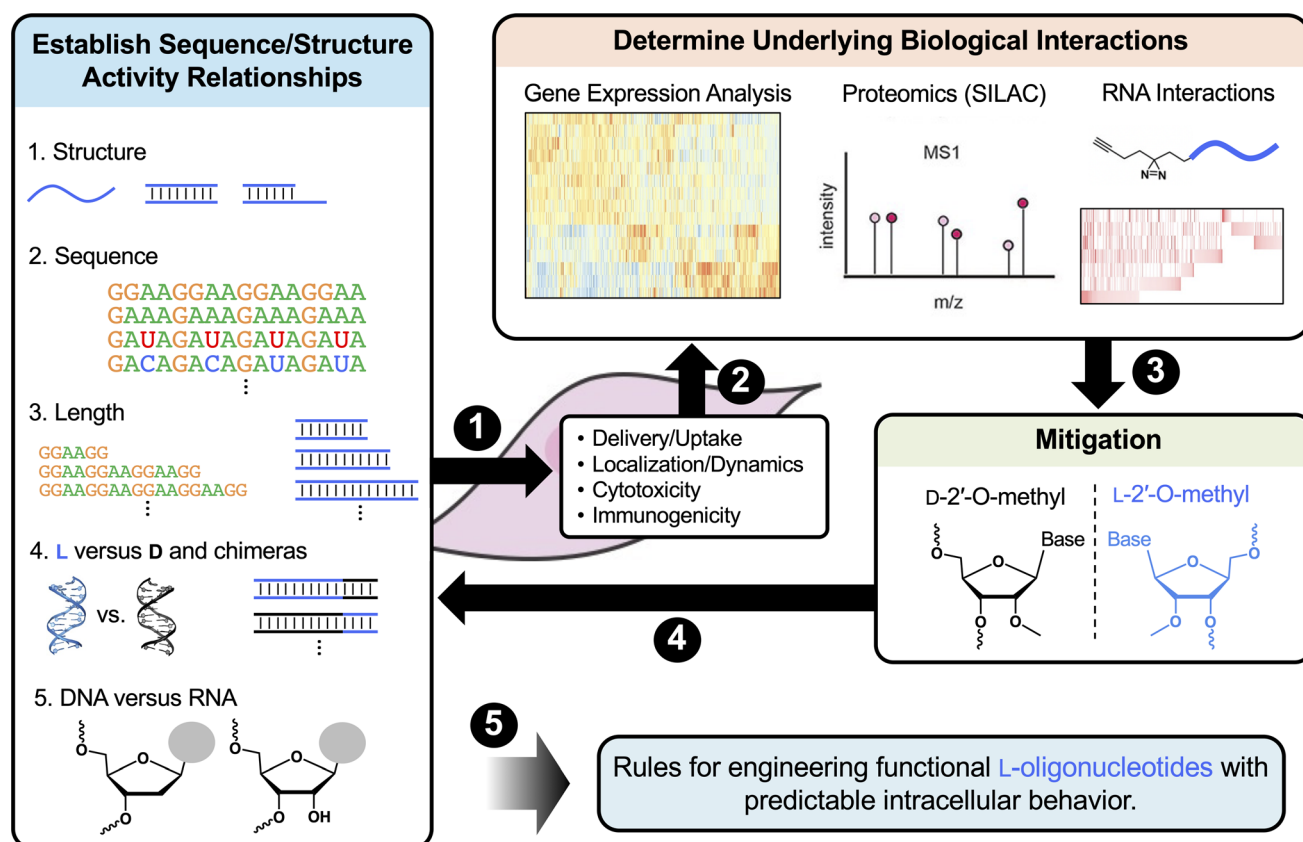 Establish Sequence/Structure
Activity Relationships
1. Structure
2. Sequence
GGAAGGAAGGAAGGAA
GAAAGAAAGAAAGAAA
GAUAGAUAGAUAGAUA
GACAGACAGAUAGAUA
3. Length
GGAAGG
GGAAGGAAGGAAGG
GGAAGGAAGGAAGGAAGG
4. L versus D and chimeras
vs.
5. DNA versus RNA
O
O
O
O
O
O
OH
1
Determine Underlying Biological Interactions
Gene Expression Analysis
Proteomics (SILAC)
RNA Interactions
MS1
intensity
m/z
N=N
2
3
• Delivery/Uptake
• Localization/Dynamics
• Cytotoxicity
• Immunogenicity
Mitigation
D-2′-O-methyl
L-2′-O-methyl
O
O
Base
O
O
Base
O
O
O
O
4
5
Rules for engineering functional L-oligonucleotides with
predictable intracellular behavior.